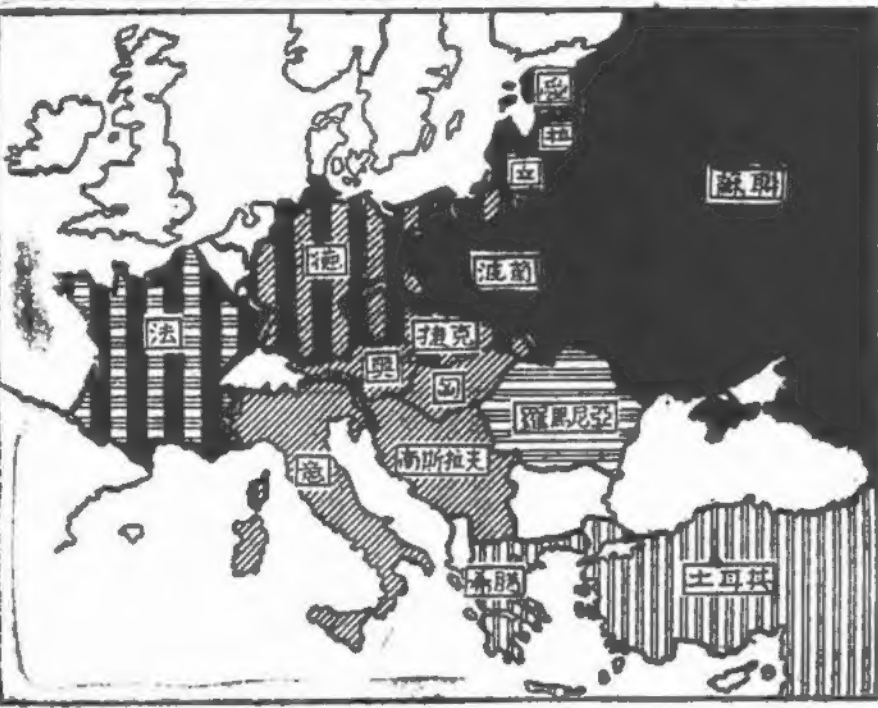 愛
拉
立
蘇聯
德
波蘭
法
捷克
奧
匈
羅馬尼亞
意
南斯拉夫
希臘
土耳其